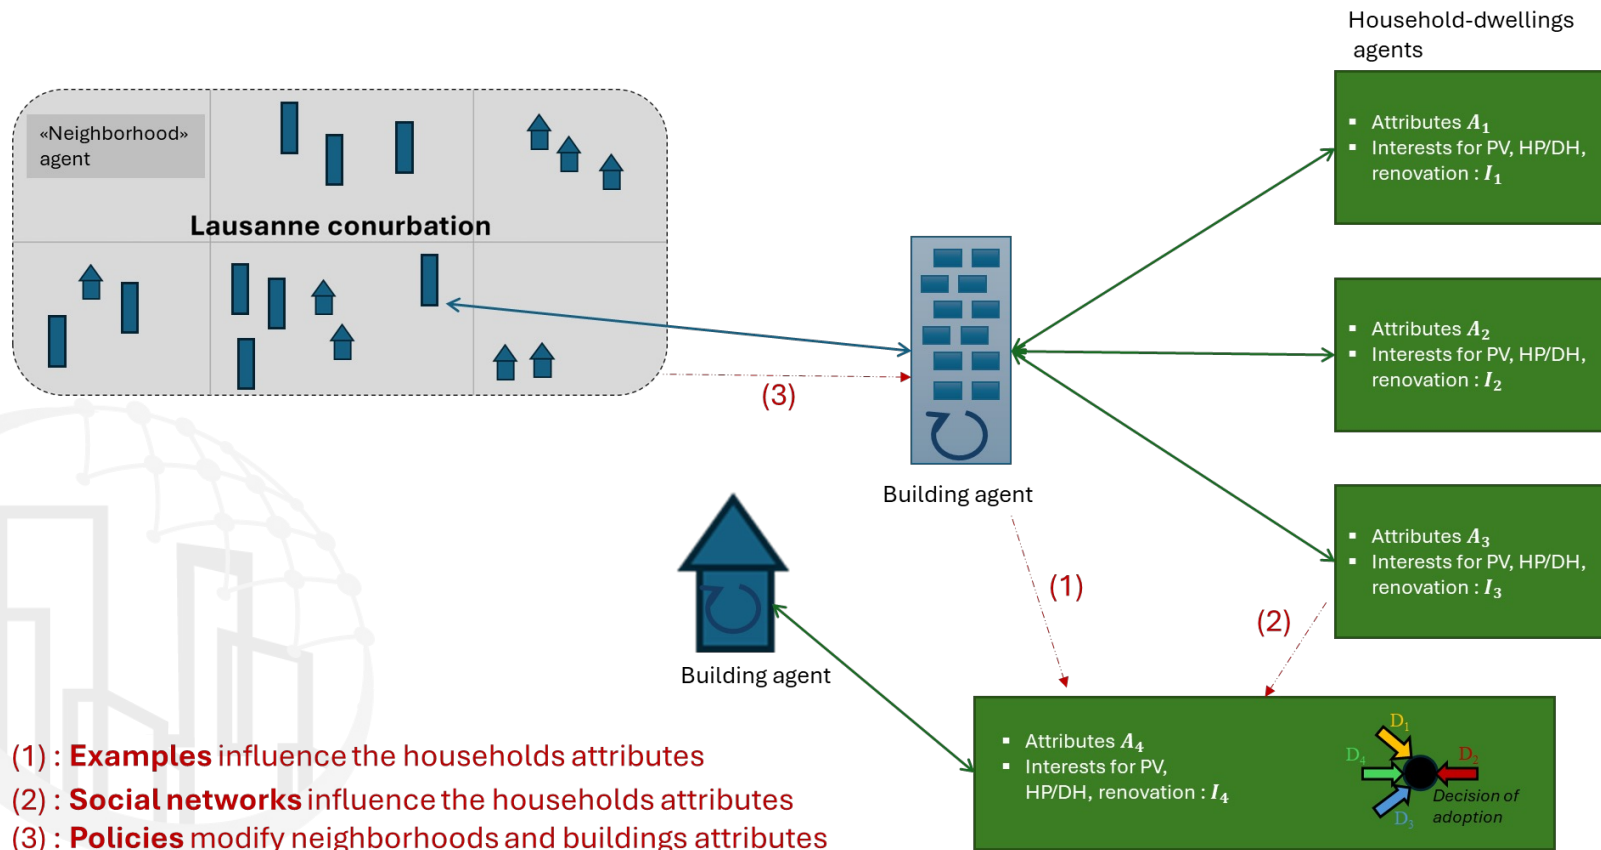 Household-dwellings
agents
«Neighborhood»
agent
Lausanne conurbation
▪ Attributes A₁
▪ Interests for PV, HP/DH,
renovation : I₁
▪ Attributes A₂
▪ Interests for PV, HP/DH,
renovation : I₂
(3)
Building agent
▪ Attributes A₃
▪ Interests for PV, HP/DH,
renovation : I₃
(1)
(2)
Building agent
▪ Attributes A₄
▪ Interests for PV,
HP/DH, renovation : I₄
D₁
D₄
D₂
D₃
Decision of
adoption
(1) : Examples influence the households attributes
(2) : Social networks influence the households attributes
(3) : Policies modify neighborhoods and buildings attributes